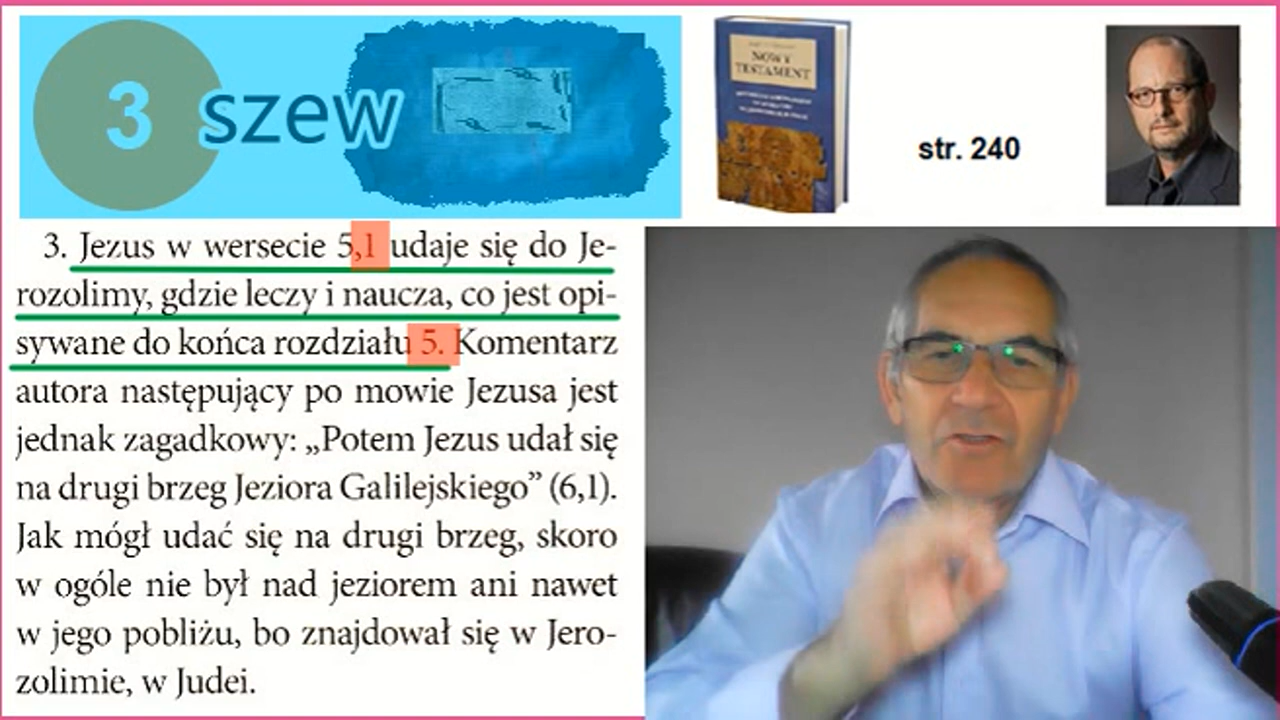 3 szew
NOWY
TESTAMENT
str. 240
3. Jezus w wersecie 5,1 udaje się do Je-
rozolimy, gdzie leczy i naucza, co jest opi-
sywane do końca rozdziału 5. Komentarz
autora następujący po mowie Jezusa jest
jednak zagadkowy: „Potem Jezus udał się
na drugi brzeg Jeziora Galilejskiego” (6,1).
Jak mógł udać się na drugi brzeg, skoro
w ogóle nie był nad jeziorem ani nawet
w jego pobliżu, bo znajdował się w Jero-
zolimie, w Judei.